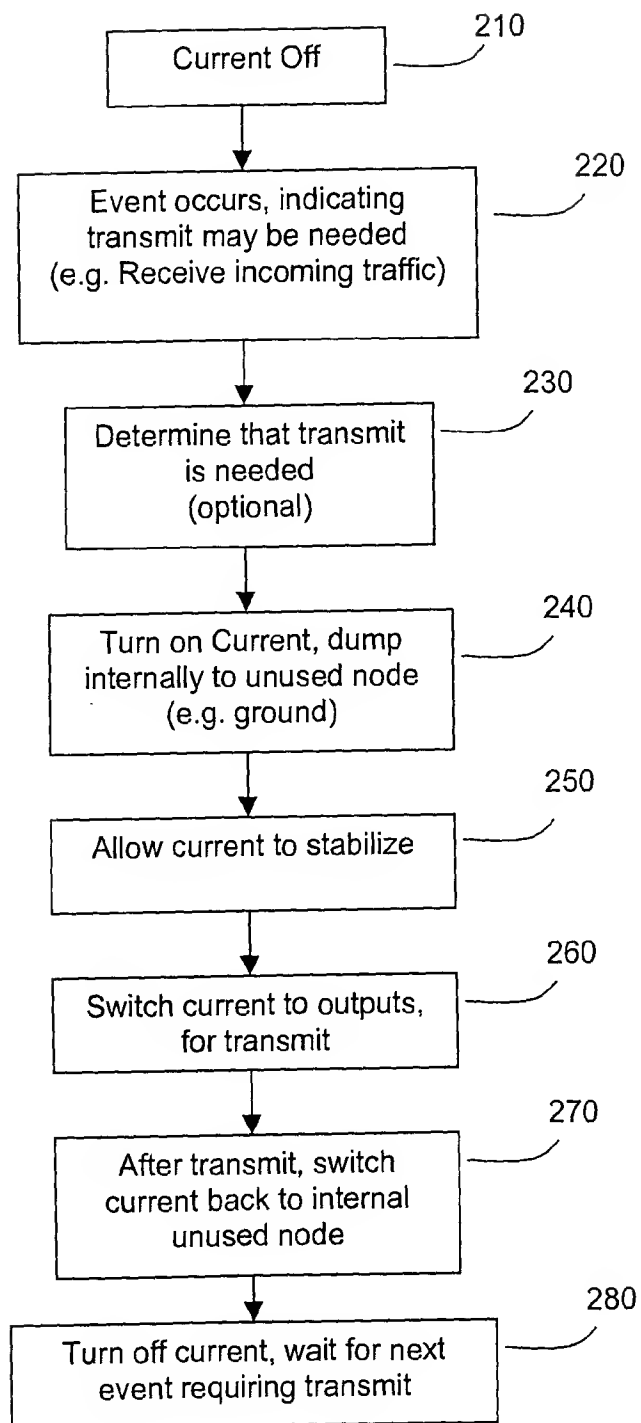 210
Current Off
220
Event occurs, indicating
transmit may be needed
(e.g. Receive incoming traffic)
230
Determine that transmit
is needed
(optional)
240
Turn on Current, dump
internally to unused node
(e.g. ground)
250
Allow current to stabilize
260
Switch current to outputs,
for transmit
270
After transmit, switch
current back to internal
unused node
280
Turn off current, wait for next
event requiring transmit